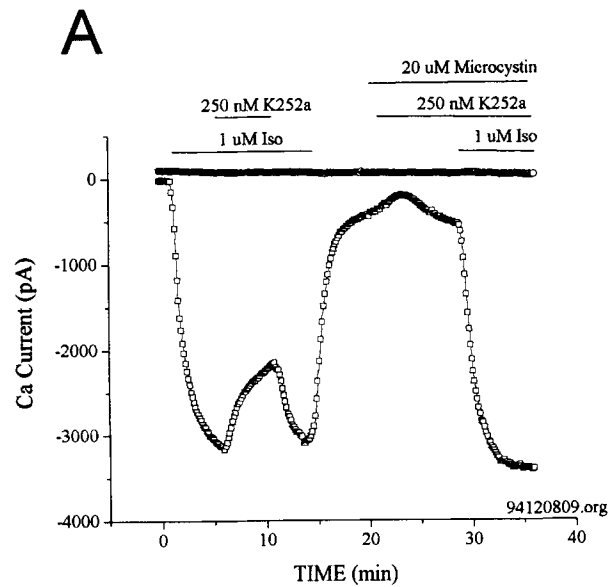 A
20 uM Microcystin
250 nM K252a
250 nM K252a
1 uM Iso
1 uM Iso
0
-1000
-2000
-3000
-4000
Ca Current (pA)
94120809.org
0
10
20
30
40
TIME (min)